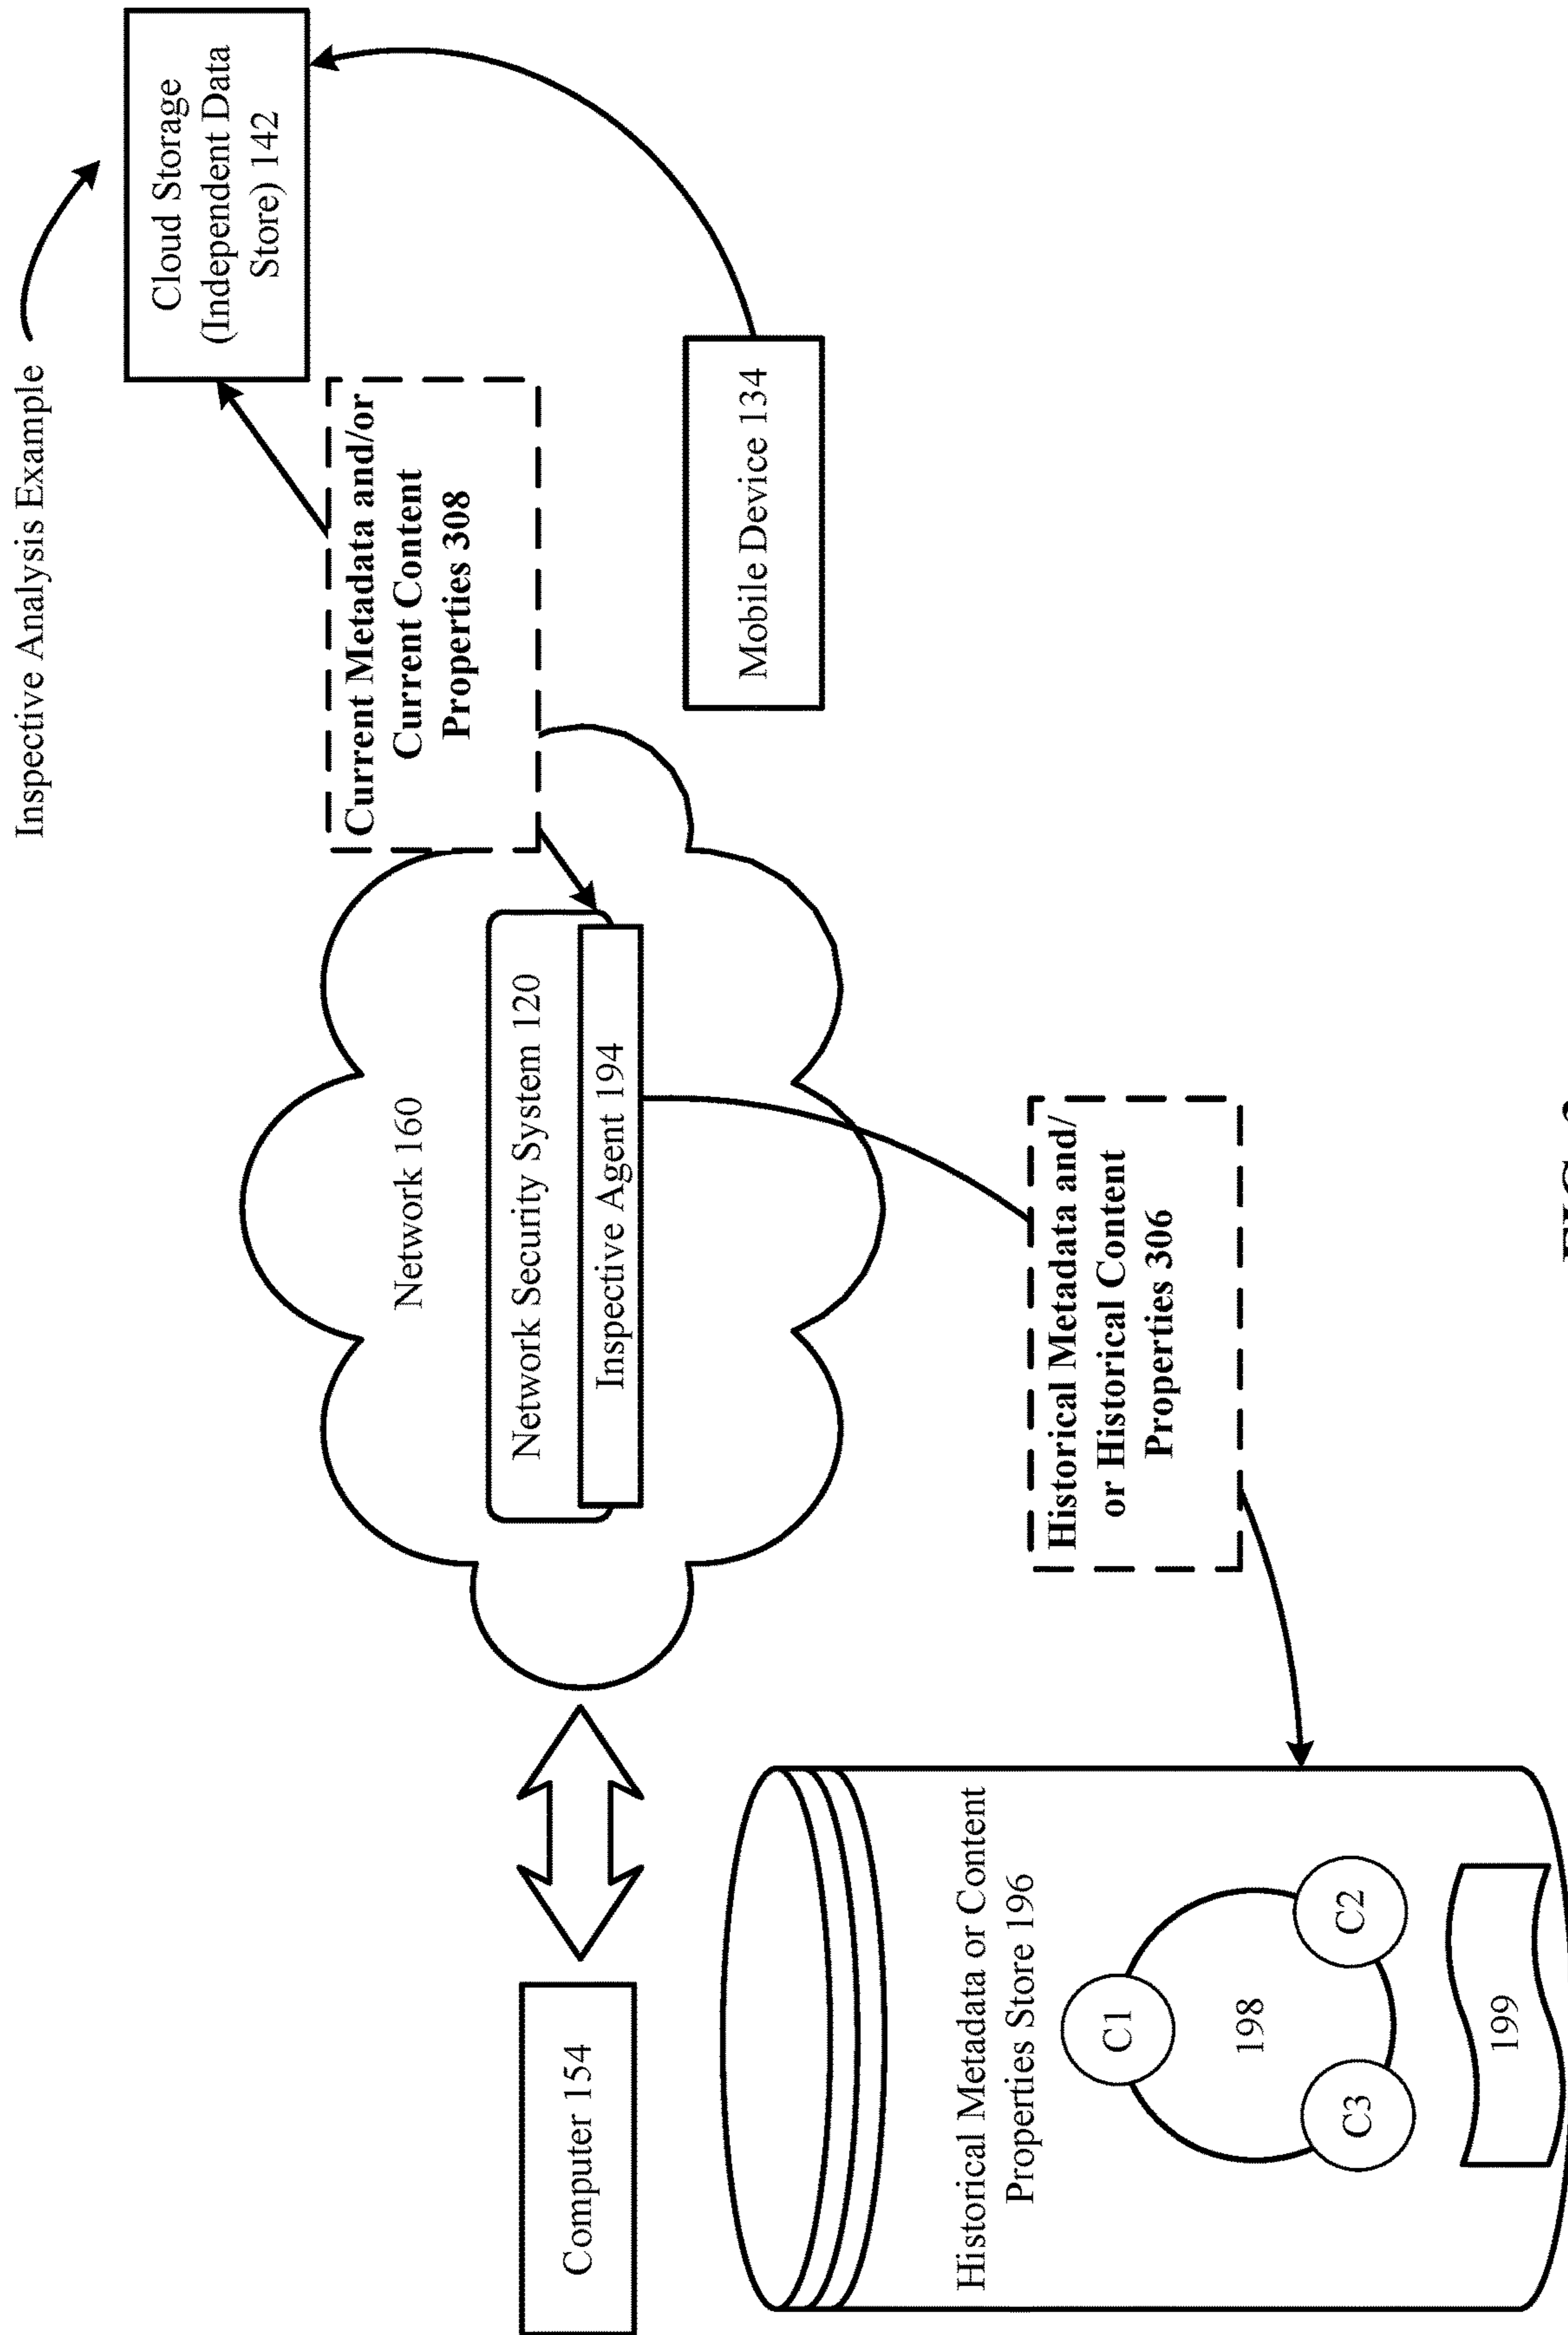 Inspective Analysis Example
Cloud Storage
(Independent Data
Store) 142
Current Metadata and/or
Current Content
Properties 308
Mobile Device 134
Network 160
Network Security System 120
Inspective Agent 194
Historical Metadata and/
or Historical Content
Properties 306
Computer 154
Historical Metadata or Content
Properties Store 196
C1
198
C2
C3
199